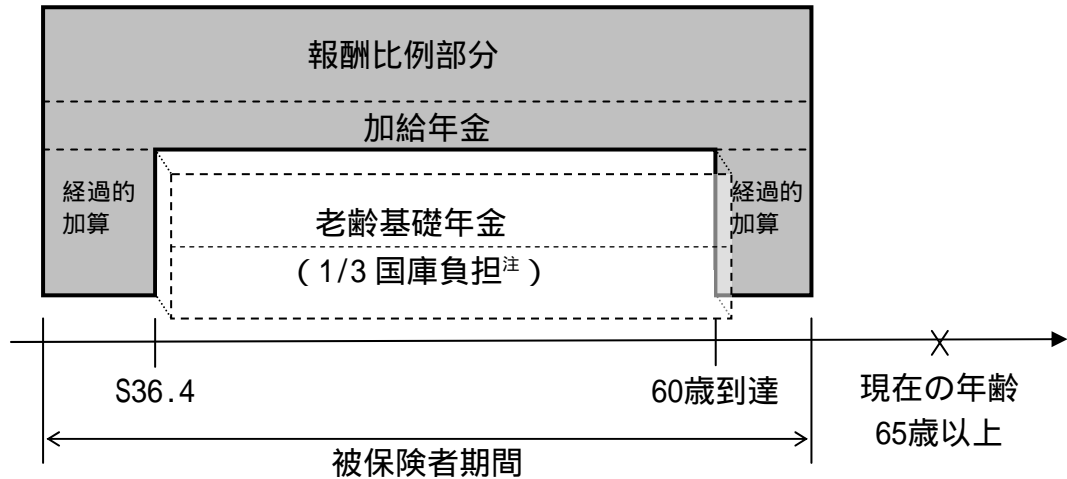 報酬比例部分
加給年金
経過的
加算
老齢基礎年金
(1/3 国庫負担注)
経過的
加算
S36.4
60歳到達
現在の年齢
65歳以上
被保険者期間